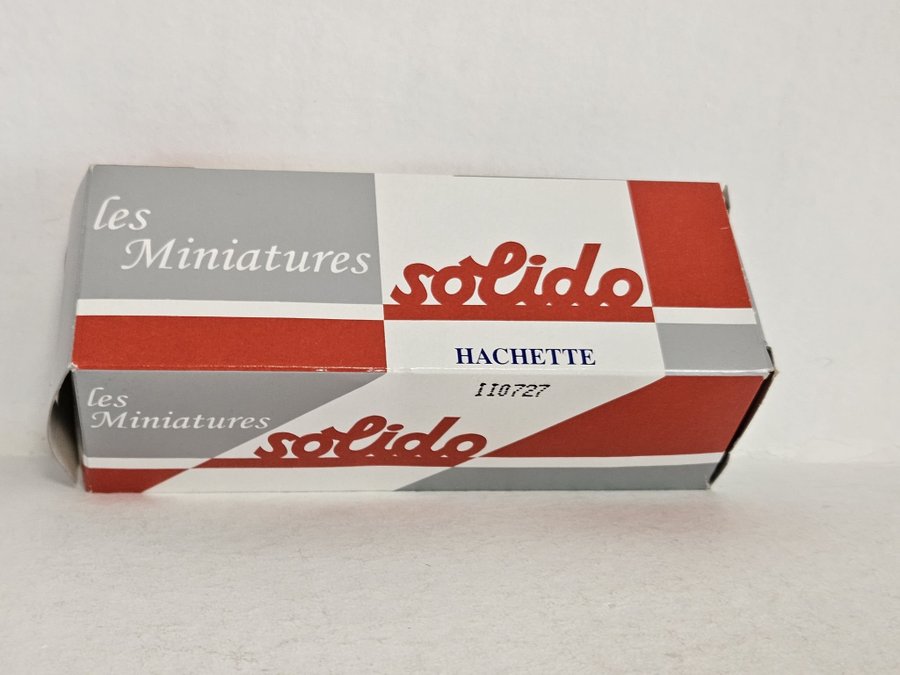 les
Miniatures
solido
HACHETTE
110727
les
Miniatures
solido